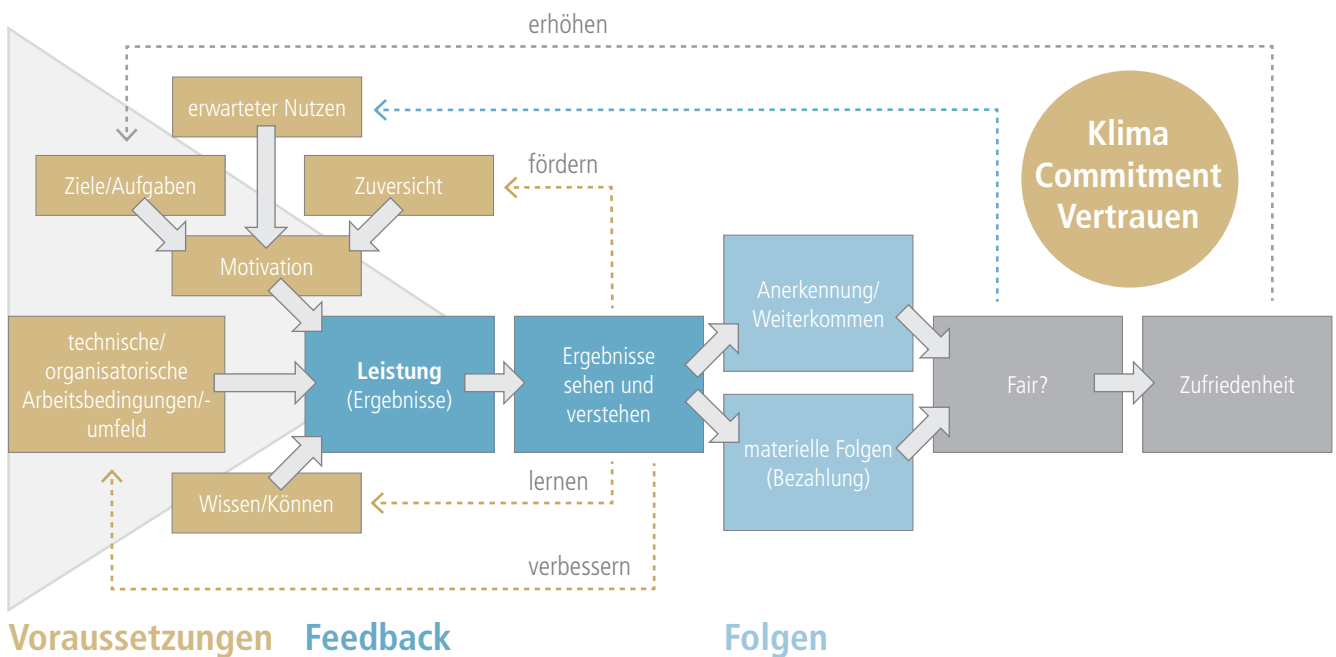 erhöhen
erwarteter Nutzen
Klima
Commitment
Vertrauen
fördern
Ziele/Aufgaben
Zuversicht
Motivation
Anerkennung/
Weiterkommen
technische/
organisatorische
Arbeitsbedingungen/-
umfeld
Leistung
(Ergebnisse)
Ergebnisse
sehen und
verstehen
Fair?
Zufriedenheit
materielle Folgen
(Bezahlung)
lernen
Wissen/Können
verbessern
Voraussetzungen
Feedback
Folgen